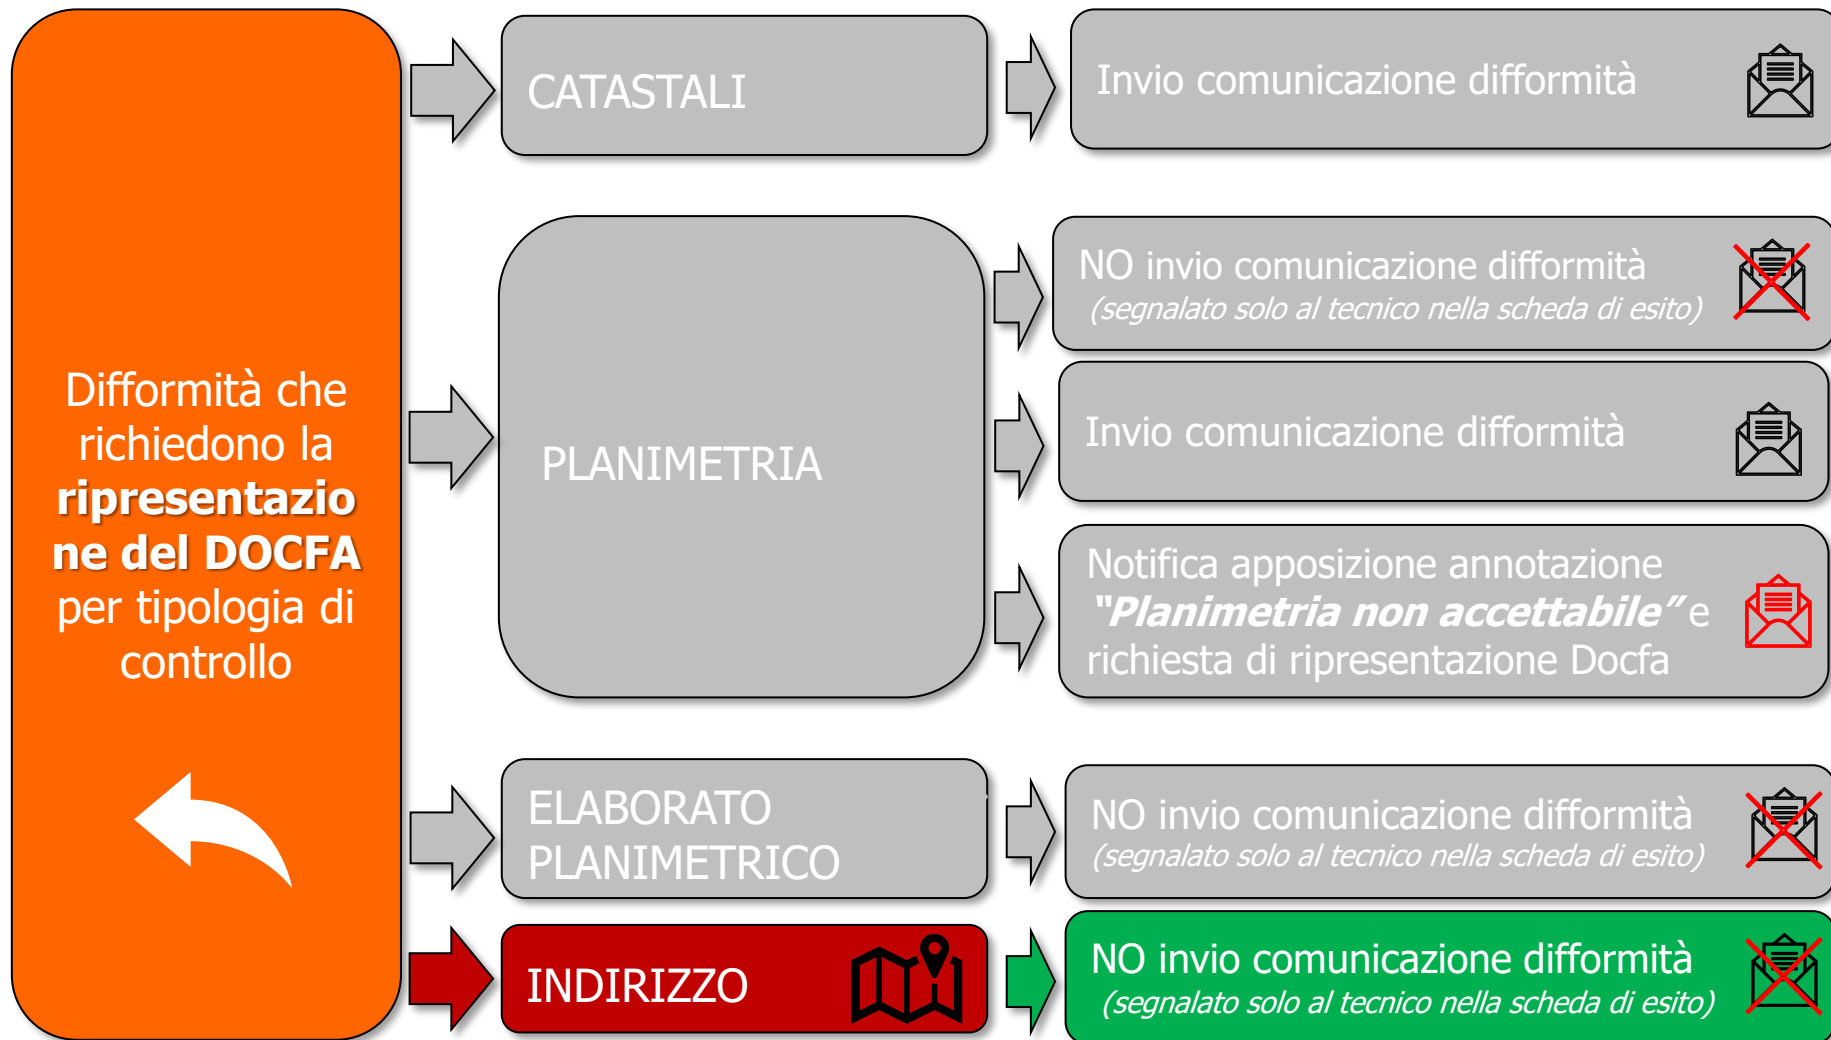 Difformità che
richiedono la
ripresentazio
ne del DOCFA
per tipologia di
controllo
CATASTALI
Invio comunicazione difformità
PLANIMETRIA
NO invio comunicazione difformità
(segnalato solo al tecnico nella scheda di esito)
Invio comunicazione difformità
Notifica apposizione annotazione
“Planimetria non accettabile” e
richiesta di ripresentazione Docfa
ELABORATO
PLANIMETRICO
NO invio comunicazione difformità
(segnalato solo al tecnico nella scheda di esito)
INDIRIZZO
NO invio comunicazione difformità
(segnalato solo al tecnico nella scheda di esito)